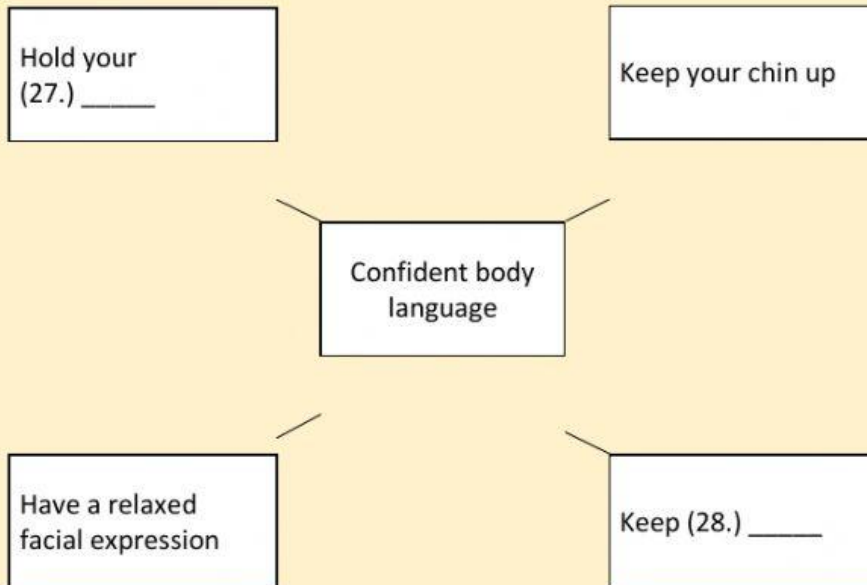 Hold your
(27.) _____
Keep your chin up
Confident body
language
Have a relaxed
facial expression
Keep (28.) _____